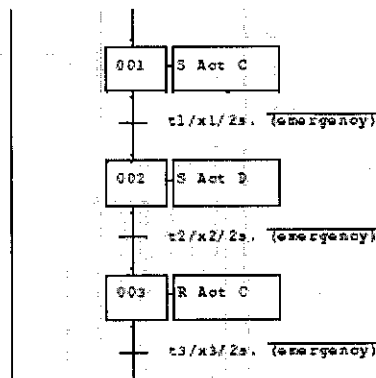 001 S Act C
t1/x1/2s. (emergency)
002 S Act D
t2/x2/2s. (emergency)
003 R Act C
t3/x3/2s. (emergency)